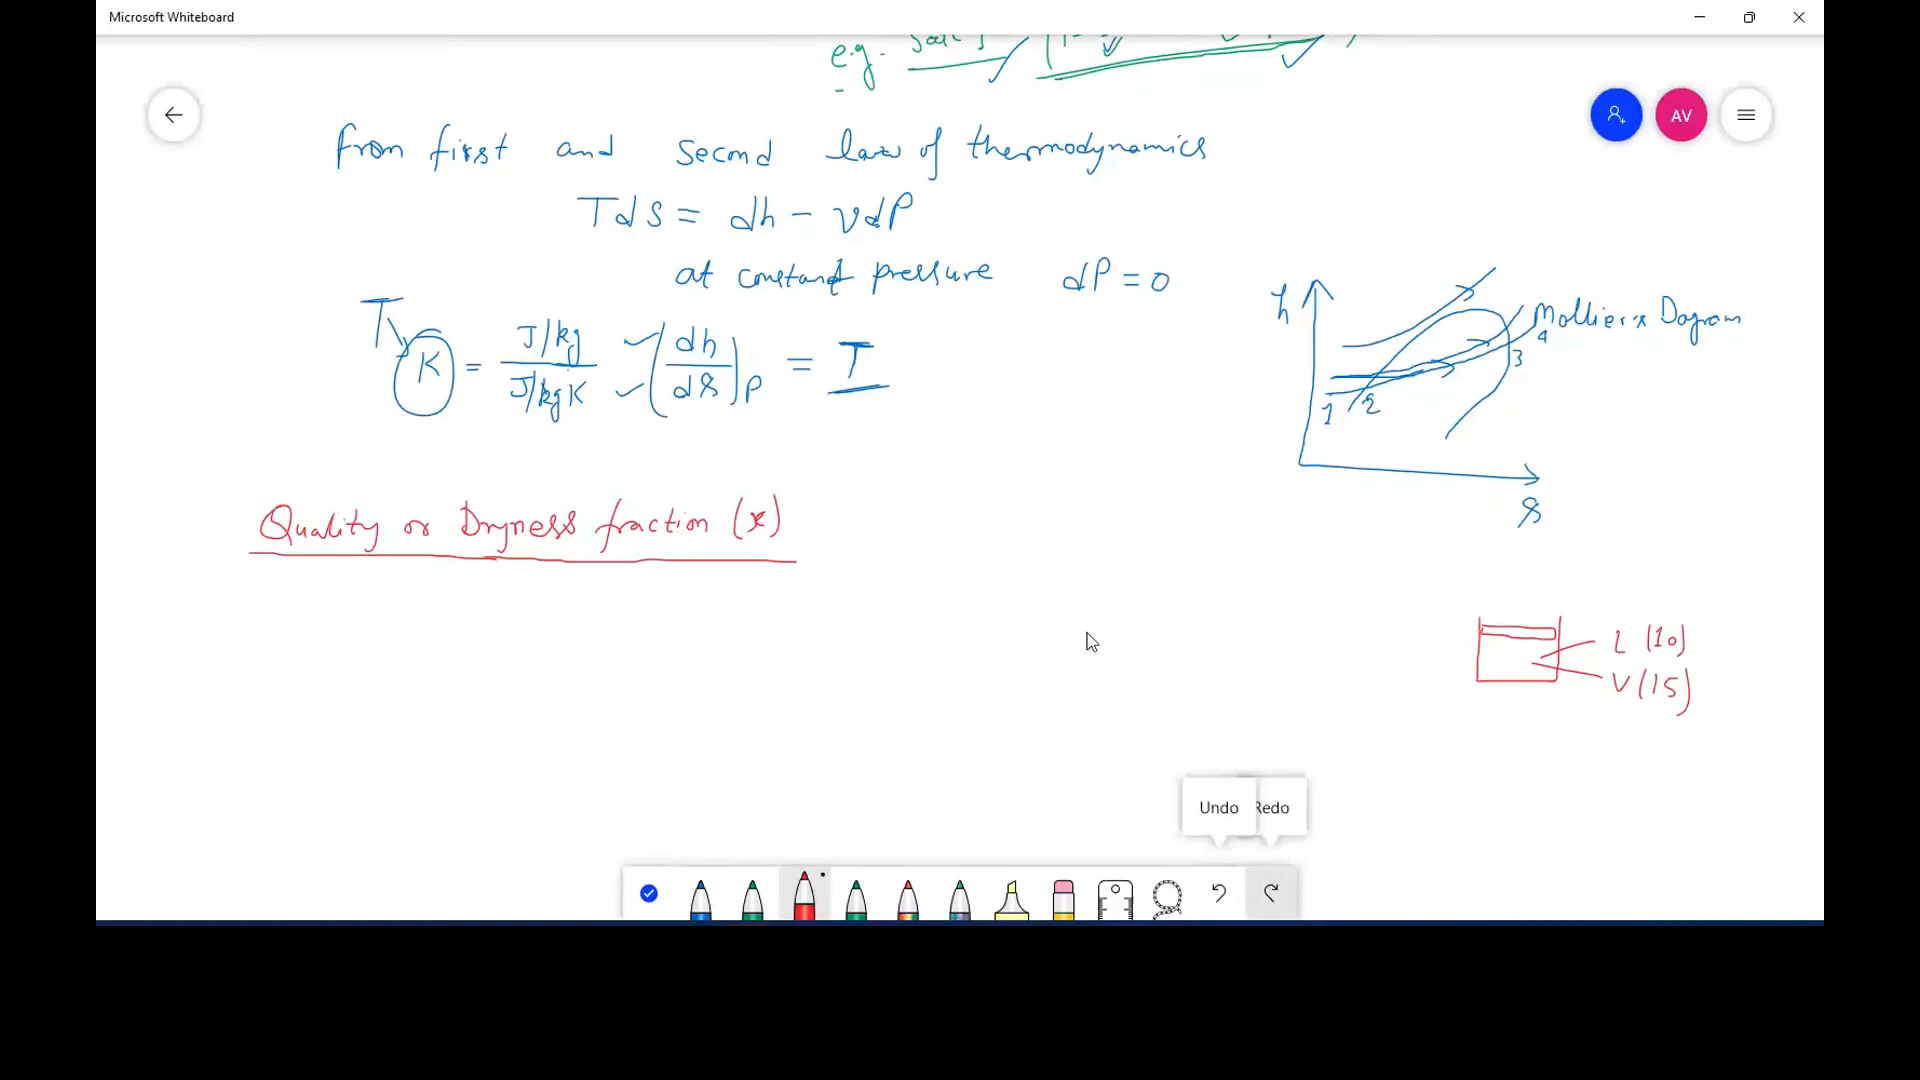 Microsoft Whiteboard
e.g.
AV
from first and second law of thermodynamics
Tds = dh - vdP
at constant pressure dP = 0
T
K = J/kg / J/kgK (dh/ds)P = T
h
Mollier's Dogram
1 2 3 4
s
Quality or Dryness fraction (x)
L (10)
V (15)
Undo
Redo